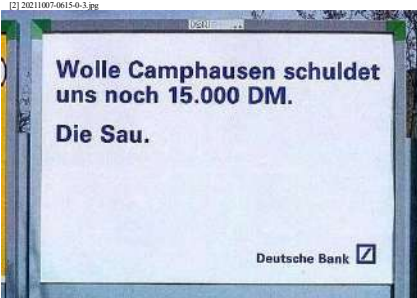 [2] 20211007-0615-0-3.jpg
Wolle Camphausen schuldet
uns noch 15.000 DM.
Die Sau.
Deutsche Bank